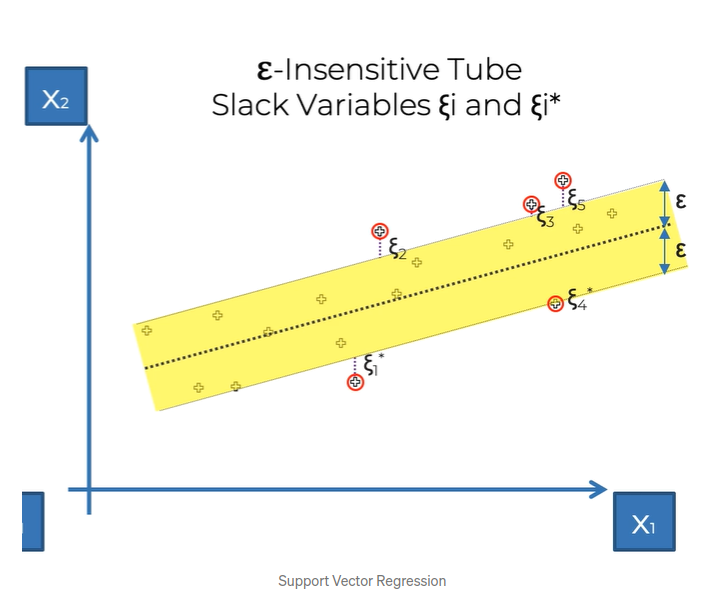 ε-Insensitive Tube
Slack Variables ξi and ξi*
X2
ξ5
ξ3
ε
ξ2
ε
ξ4*
ξ1*
X1
Support Vector Regression